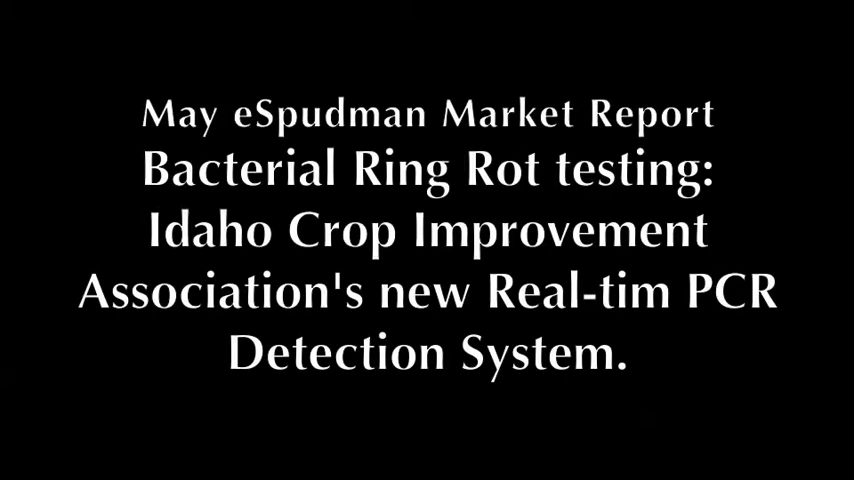 May eSpudman Market Report
Bacterial Ring Rot testing:
Idaho Crop Improvement
Association's new Real-tim PCR
Detection System.